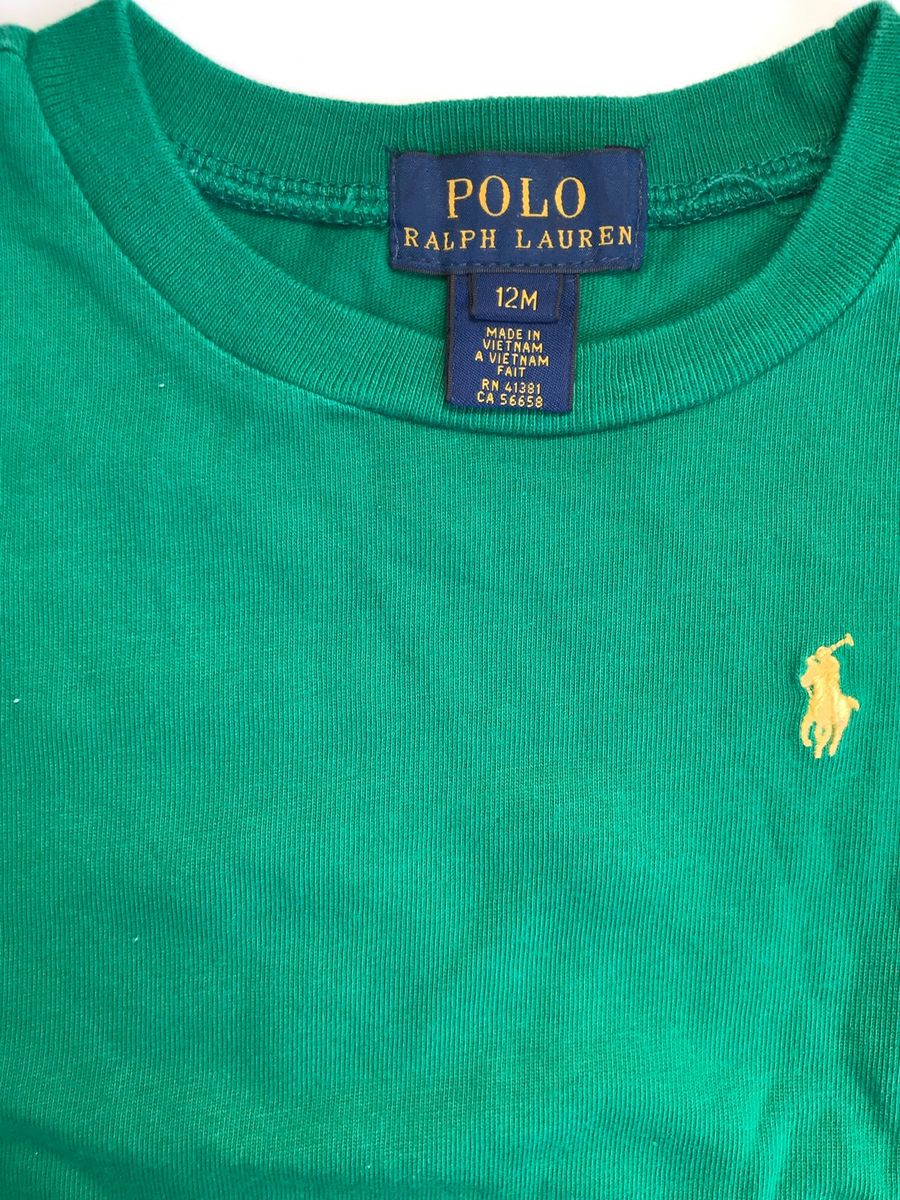 POLO
RALPH LAUREN
12M
MADE IN
VIETNAM
A VIETNAM
FAIT
RN 41381
CA 56658